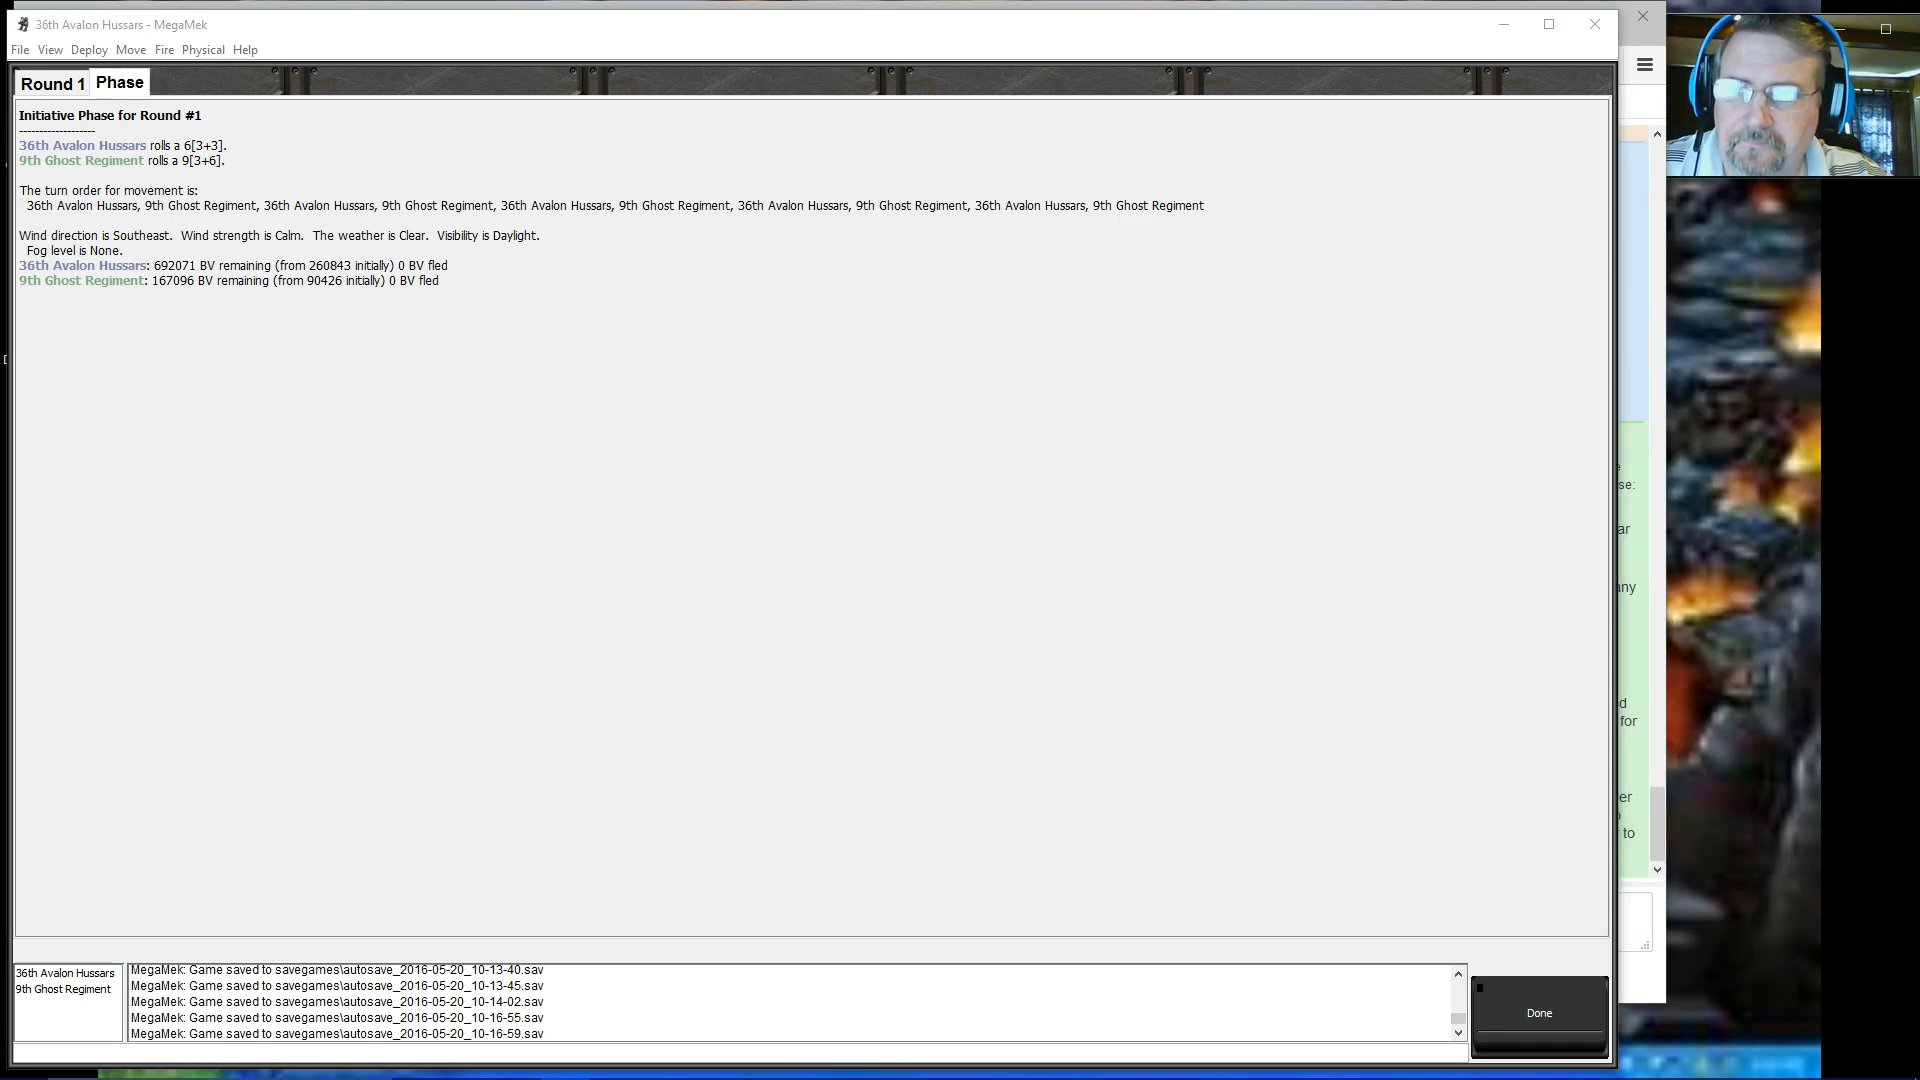 36th Avalon Hussars - MegaMek
File View Deploy Move Fire Physical Help
Round 1 Phase
Initiative Phase for Round #1
-------------------
36th Avalon Hussars rolls a 6[3+3].
9th Ghost Regiment rolls a 9[3+6].
The turn order for movement is:
36th Avalon Hussars, 9th Ghost Regiment, 36th Avalon Hussars, 9th Ghost Regiment, 36th Avalon Hussars, 9th Ghost Regiment, 36th Avalon Hussars, 9th Ghost Regiment, 36th Avalon Hussars, 9th Ghost Regiment
Wind direction is Southeast. Wind strength is Calm. The weather is Clear. Visibility is Daylight.
Fog level is None.
36th Avalon Hussars: 692071 BV remaining (from 260843 initially) 0 BV fled
9th Ghost Regiment: 167096 BV remaining (from 90426 initially) 0 BV fled
se:
ar
any
d
for
er
to
36th Avalon Hussars
9th Ghost Regiment
MegaMek: Game saved to savegames\autosave_2016-05-20_10-13-40.sav
MegaMek: Game saved to savegames\autosave_2016-05-20_10-13-45.sav
MegaMek: Game saved to savegames\autosave_2016-05-20_10-14-02.sav
MegaMek: Game saved to savegames\autosave_2016-05-20_10-16-55.sav
MegaMek: Game saved to savegames\autosave_2016-05-20_10-16-59.sav
Done